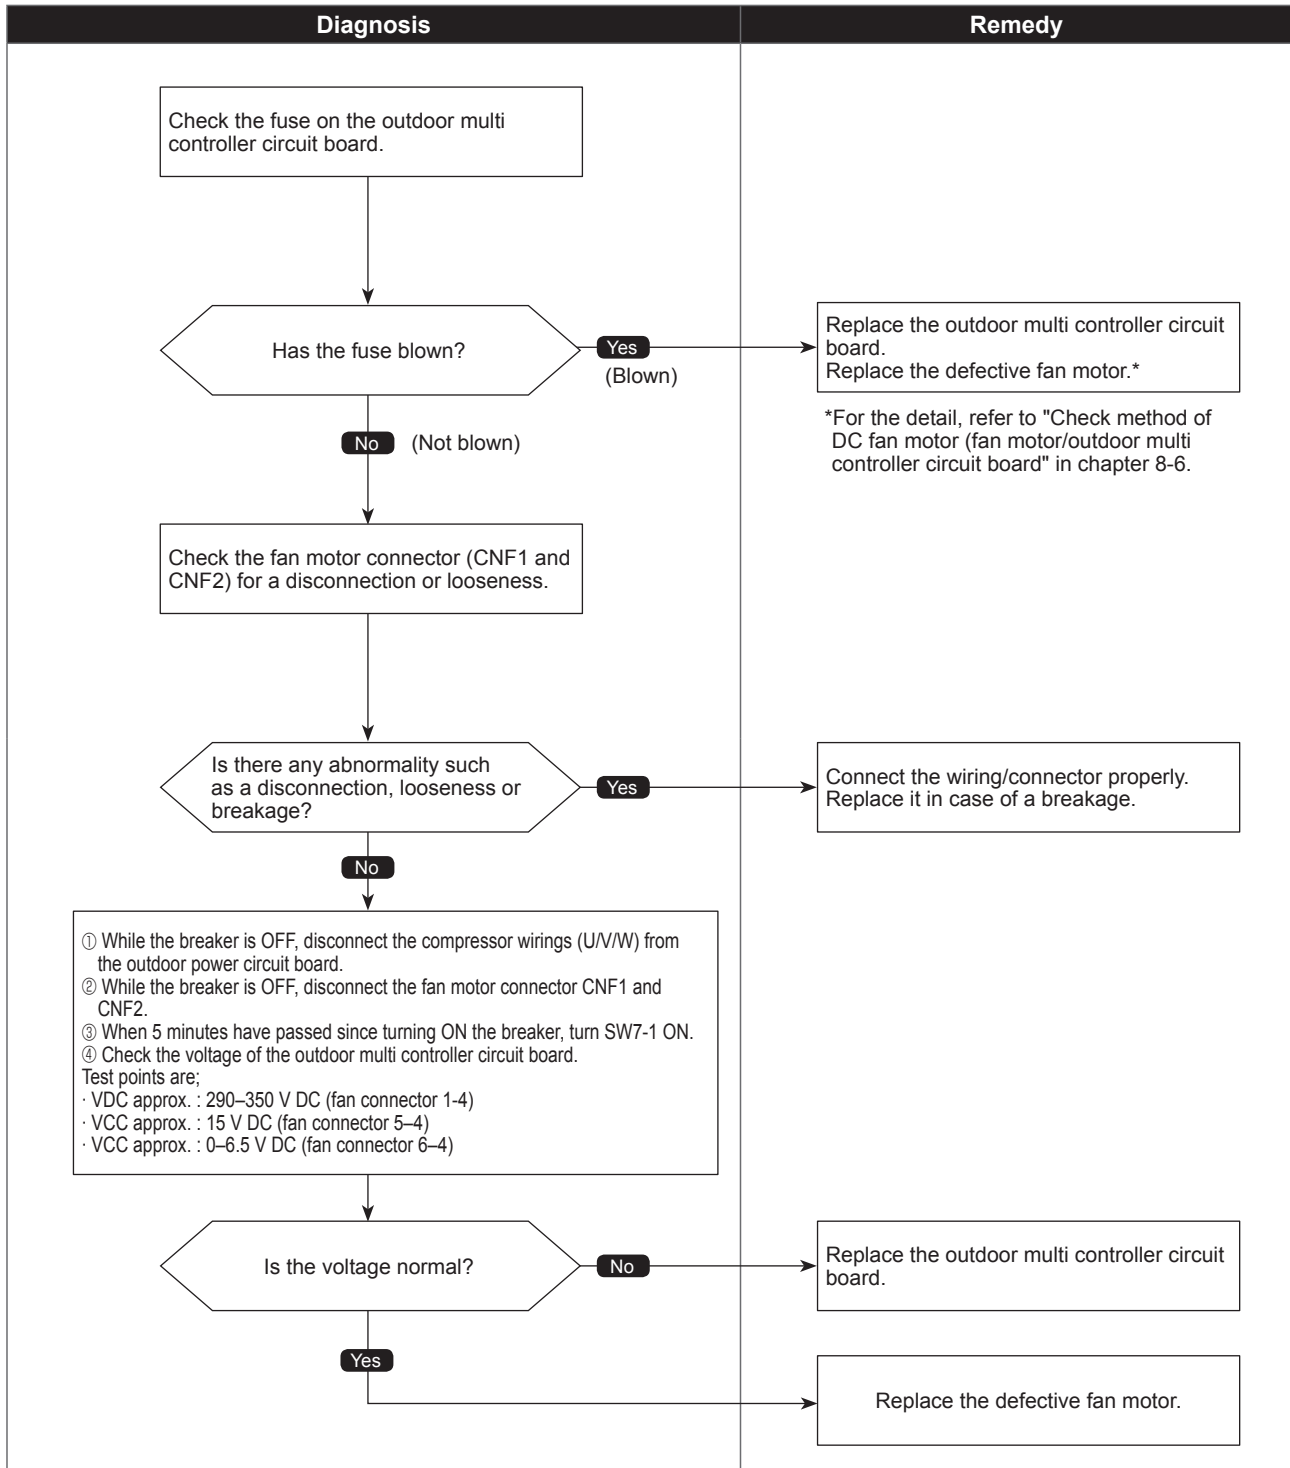 Diagnosis
Remedy
Check the fuse on the outdoor multi
controller circuit board.
Has the fuse blown?
Yes
(Blown)
Replace the outdoor multi controller circuit
board.
Replace the defective fan motor.*
*For the detail, refer to "Check method of
DC fan motor (fan motor/outdoor multi
controller circuit board" in chapter 8-6.
No
(Not blown)
Check the fan motor connector (CNF1 and
CNF2) for a disconnection or looseness.
Is there any abnormality such
as a disconnection, looseness or
breakage?
Yes
Connect the wiring/connector properly.
Replace it in case of a breakage.
No
① While the breaker is OFF, disconnect the compressor wirings (U/V/W) from
the outdoor power circuit board.
② While the breaker is OFF, disconnect the fan motor connector CNF1 and
CNF2.
③ When 5 minutes have passed since turning ON the breaker, turn SW7-1 ON.
④ Check the voltage of the outdoor multi controller circuit board.
Test points are;
· VDC approx. : 290–350 V DC (fan connector 1-4)
· VCC approx. : 15 V DC (fan connector 5–4)
· VCC approx. : 0–6.5 V DC (fan connector 6–4)
Is the voltage normal?
No
Replace the outdoor multi controller circuit
board.
Yes
Replace the defective fan motor.